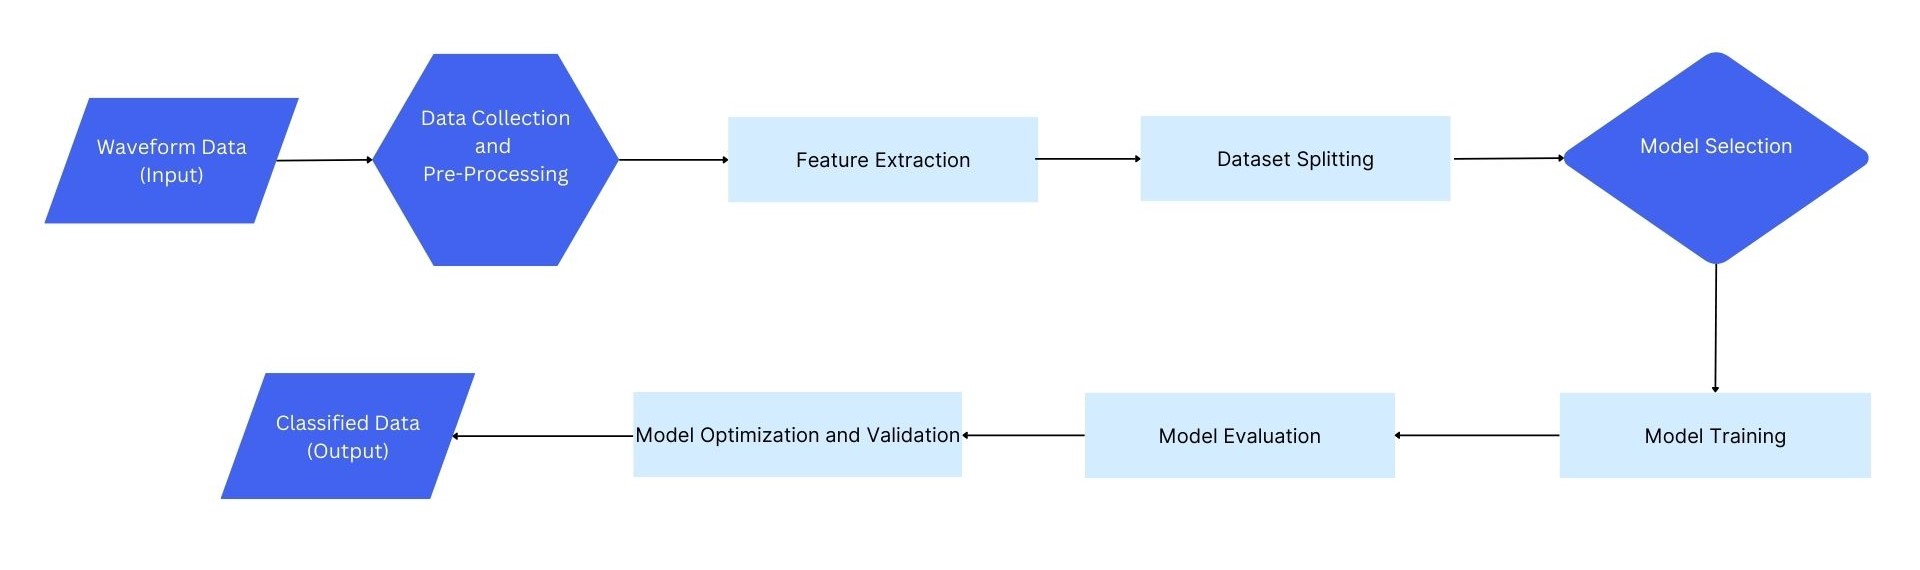 Waveform Data
(Input)
Data Collection
and
Pre-Processing
Feature Extraction
Dataset Splitting
Model Selection
Model Training
Model Evaluation
Model Optimization and Validation
Classified Data
(Output)